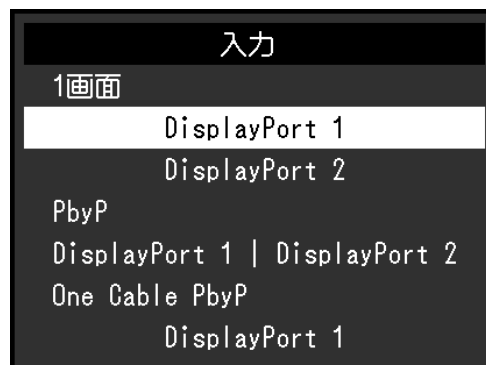 入力
1画面
DisplayPort 1
DisplayPort 2
PbyP
DisplayPort 1 | DisplayPort 2
One Cable PbyP
DisplayPort 1